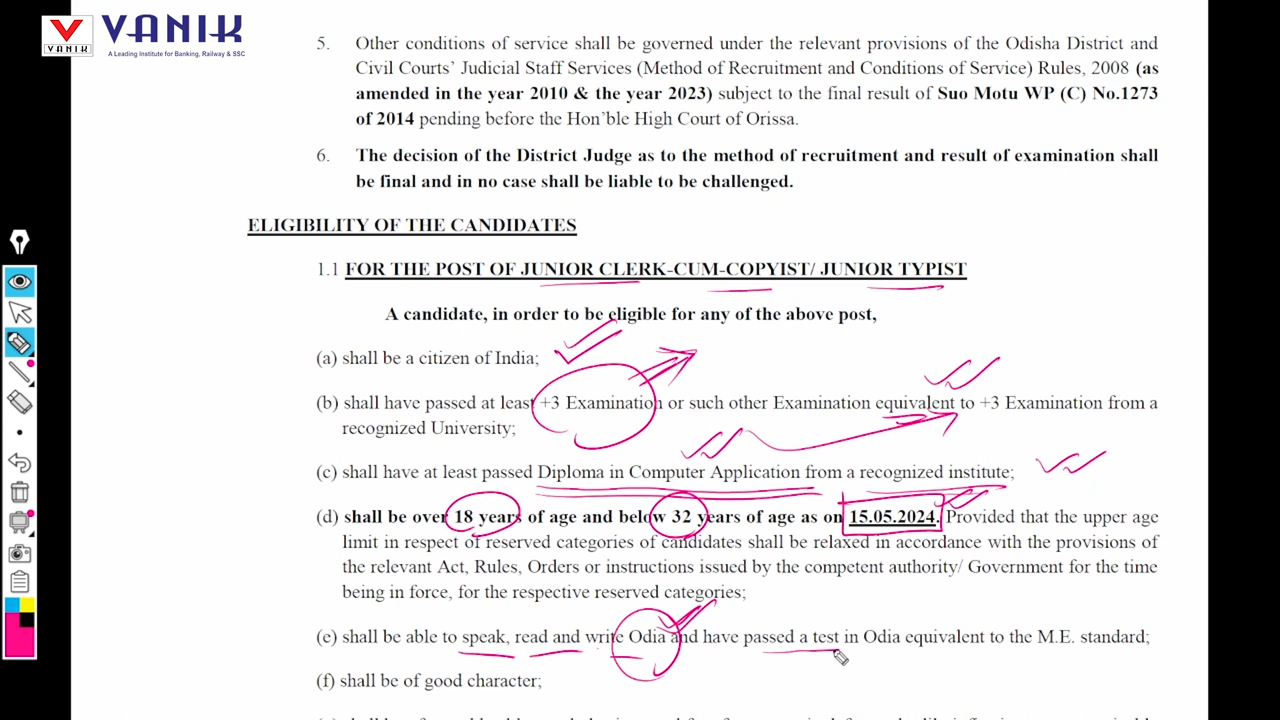 VANIK
VANIK
A Leading Institute for Banking, Railway & SSC
5. Other conditions of service shall be governed under the relevant provisions of the Odisha District and
Civil Courts' Judicial Staff Services (Method of Recruitment and Conditions of Service) Rules, 2008 (as
amended in the year 2010 & the year 2023) subject to the final result of Suo Motu WP (C) No.1273
of 2014 pending before the Hon'ble High Court of Orissa.
6. The decision of the District Judge as to the method of recruitment and result of examination shall
be final and in no case shall be liable to be challenged.
ELIGIBILITY OF THE CANDIDATES
1.1 FOR THE POST OF JUNIOR CLERK-CUM-COPYIST/ JUNIOR TYPIST
A candidate, in order to be eligible for any of the above post,
(a) shall be a citizen of India;
(b) shall have passed at least +3 Examination or such other Examination equivalent to +3 Examination from a
recognized University;
(c) shall have at least passed Diploma in Computer Application from a recognized institute;
(d) shall be over 18 years of age and below 32 years of age as on 15.05.2024. Provided that the upper age
limit in respect of reserved categories of candidates shall be relaxed in accordance with the provisions of
the relevant Act, Rules, Orders or instructions issued by the competent authority/ Government for the time
being in force, for the respective reserved categories;
(e) shall be able to speak, read and write Odia and have passed a test in Odia equivalent to the M.E. standard;
(f) shall be of good character;